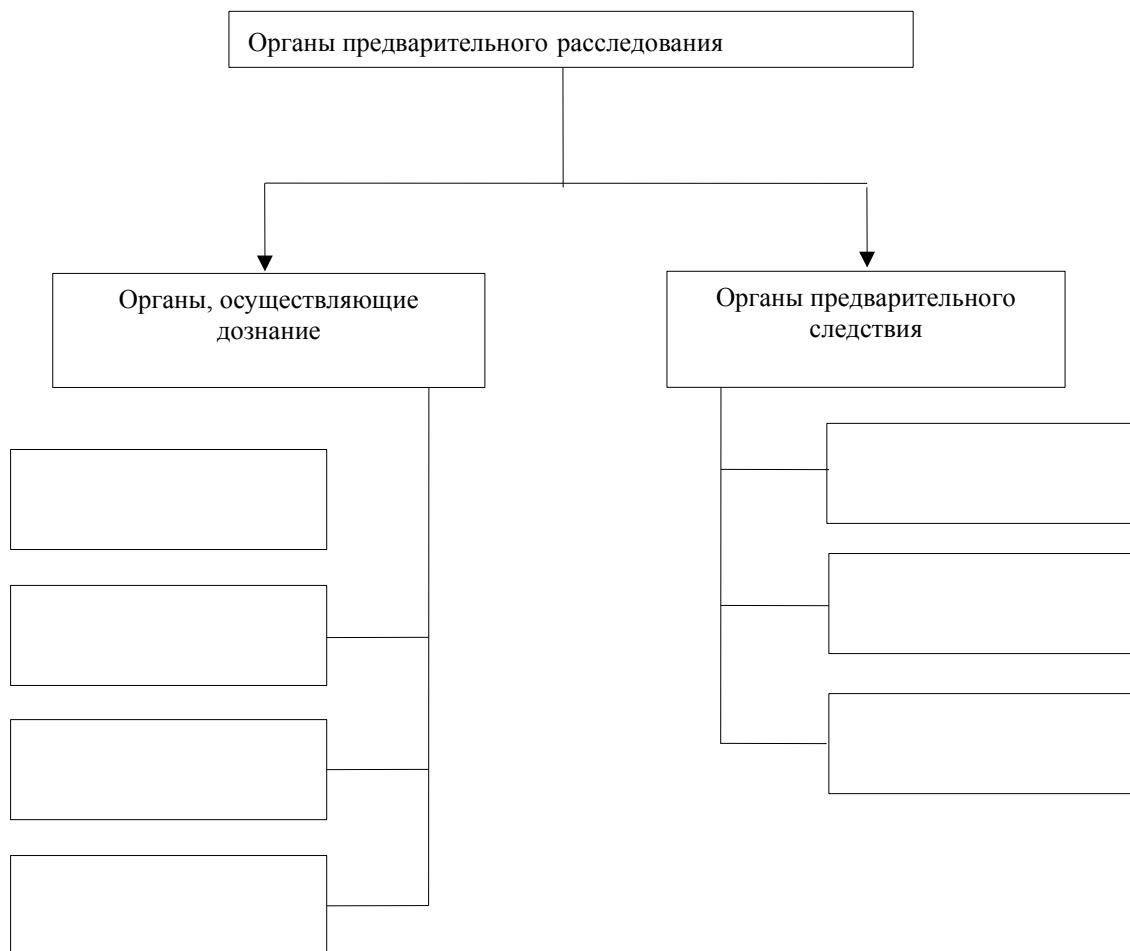 Органы предварительного расследования
Органы, осуществляющие
дознание
Органы предварительного
следствия